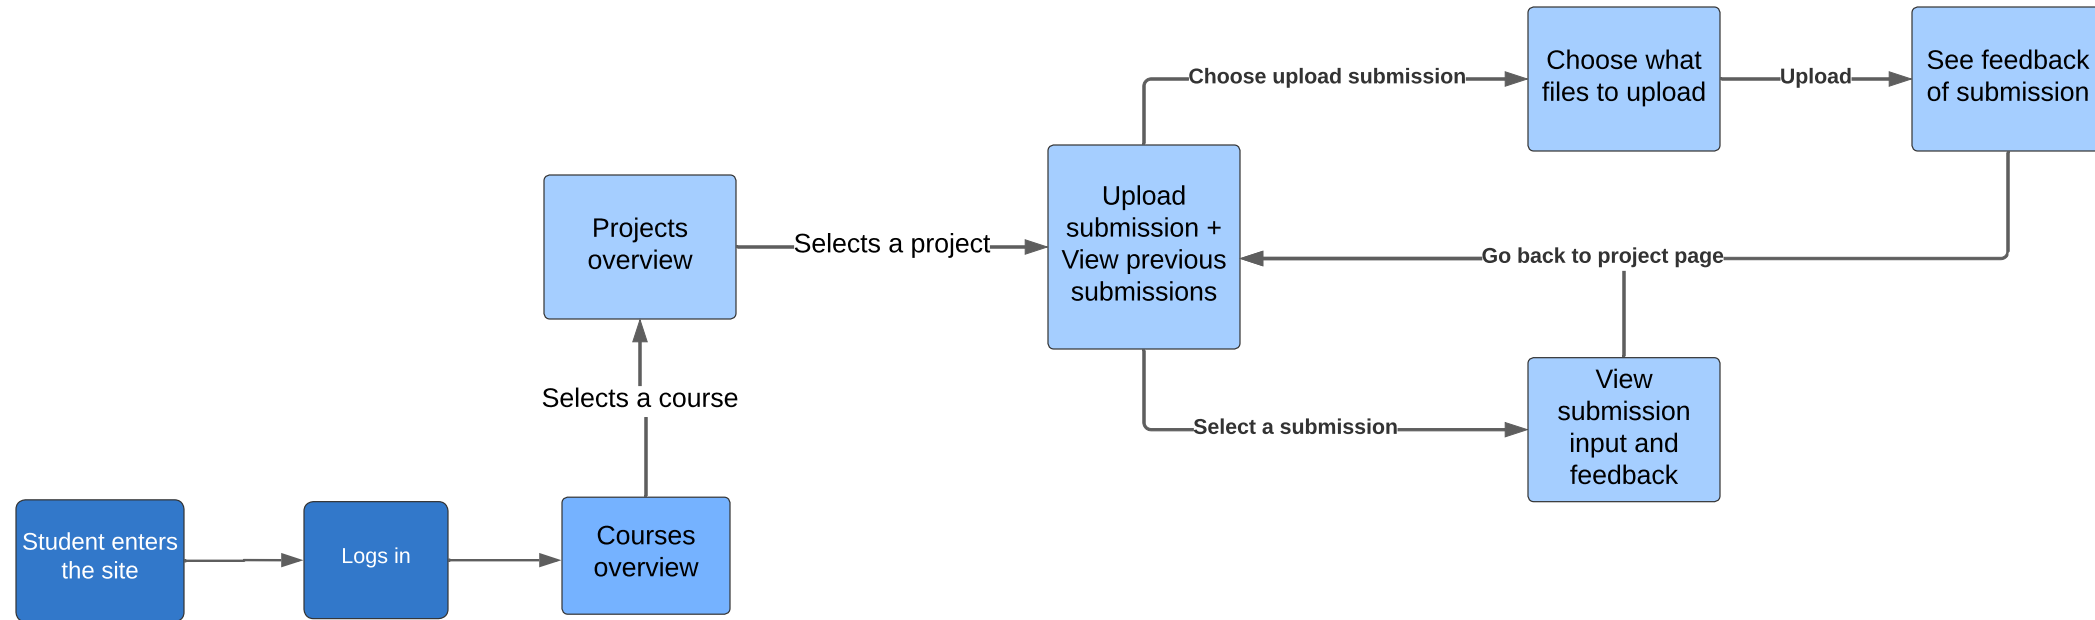 Choose upload submission
Choose what
files to upload
Upload
See feedback
of submission
Projects
overview
Selects a project
Upload
submission +
View previous
submissions
Go back to project page
Selects a course
Select a submission
View
submission
input and
feedback
Student enters
the site
Logs in
Courses
overview